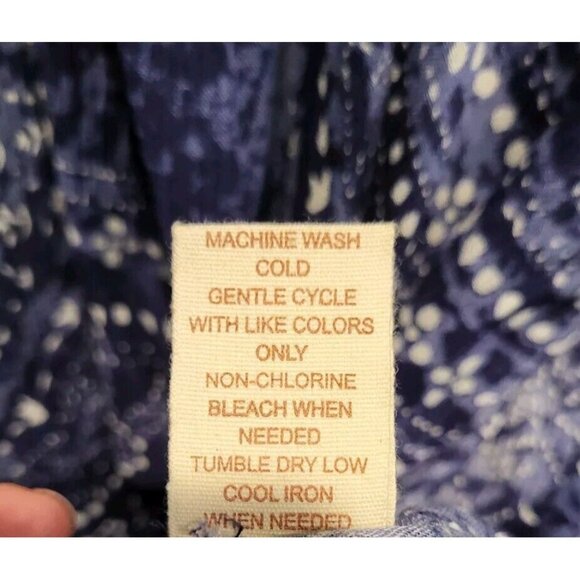 MACHINE WASH
COLD
GENTLE CYCLE
WITH LIKE COLORS
ONLY
NON-CHLORINE
BLEACH WHEN
NEEDED
TUMBLE DRY LOW
COOL IRON
WHEN NEEDED